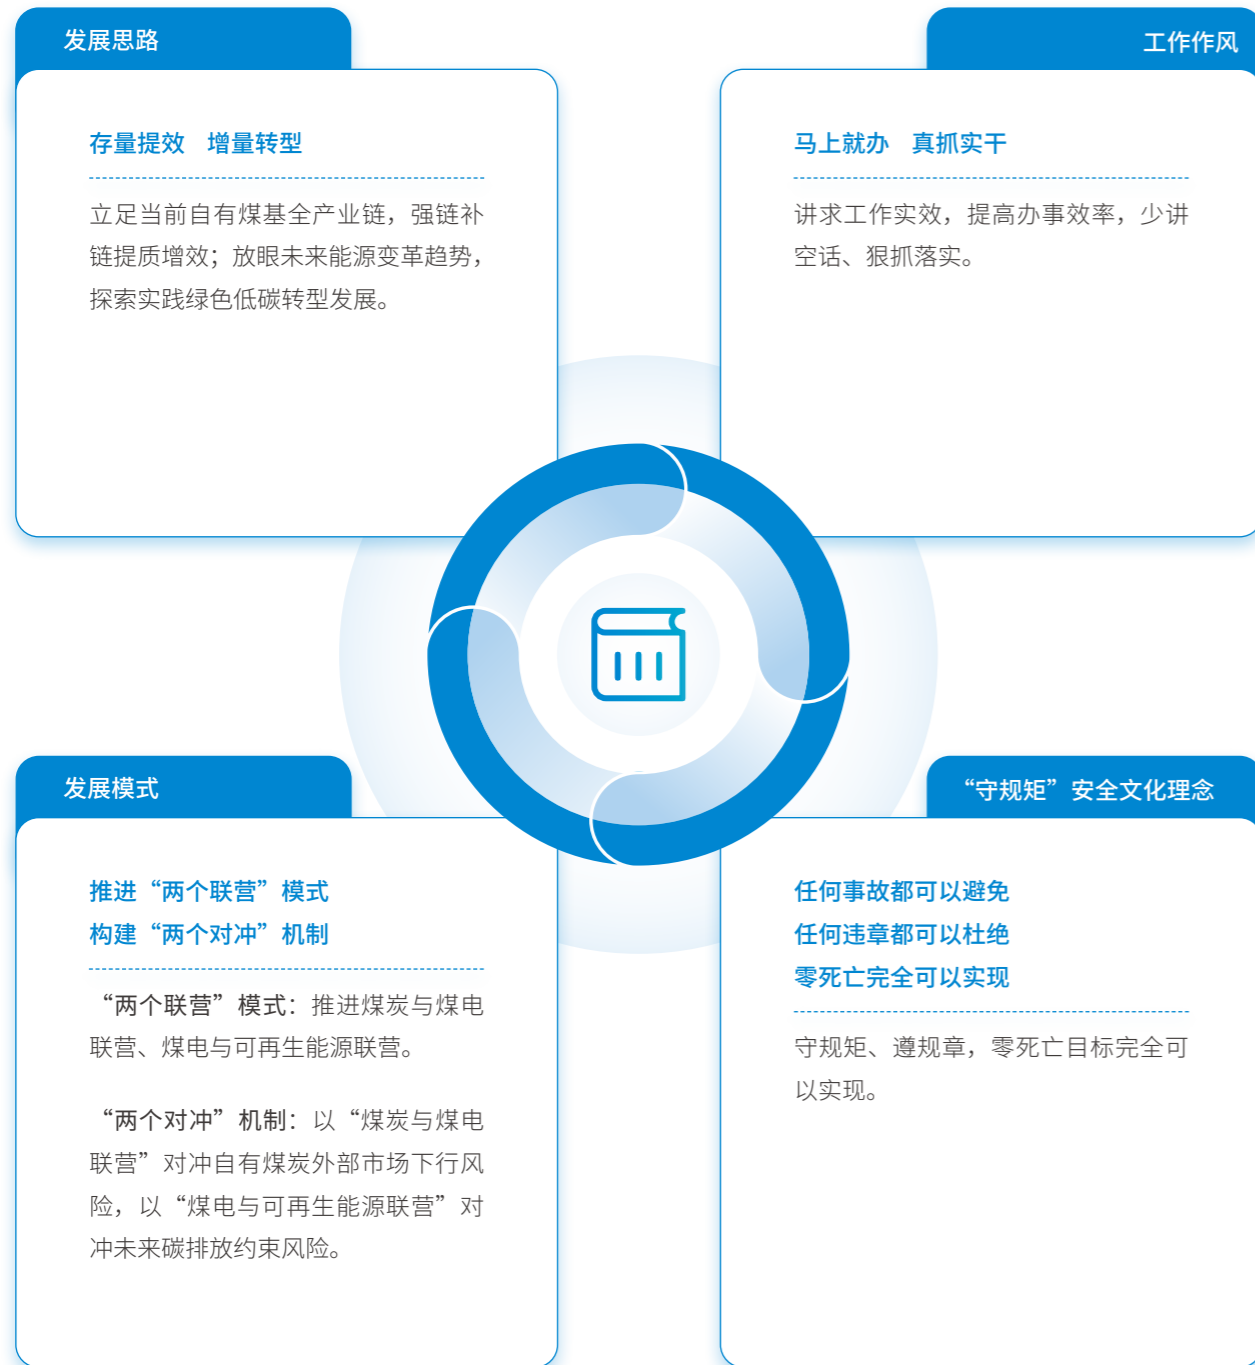 发展思路
存量提效 增量转型
立足当前自有煤基全产业链，强链补
链提质增效；放眼未来能源变革趋势，
探索实践绿色低碳转型发展。
工作作风
马上就办 真抓实干
讲求工作实效，提高办事效率，少讲
空话、狠抓落实。
发展模式
推进“两个联营”模式
构建“两个对冲”机制
“两个联营”模式：推进煤炭与煤电
联营、煤电与可再生能源联营。
“两个对冲”机制：以“煤炭与煤电
联营”对冲自有煤炭外部市场下行风
险，以“煤电与可再生能源联营”对
冲未来碳排放约束风险。
“守规矩”安全文化理念
任何事故都可以避免
任何违章都可以杜绝
零死亡完全可以实现
守规矩、遵规章，零死亡目标完全可
以实现。